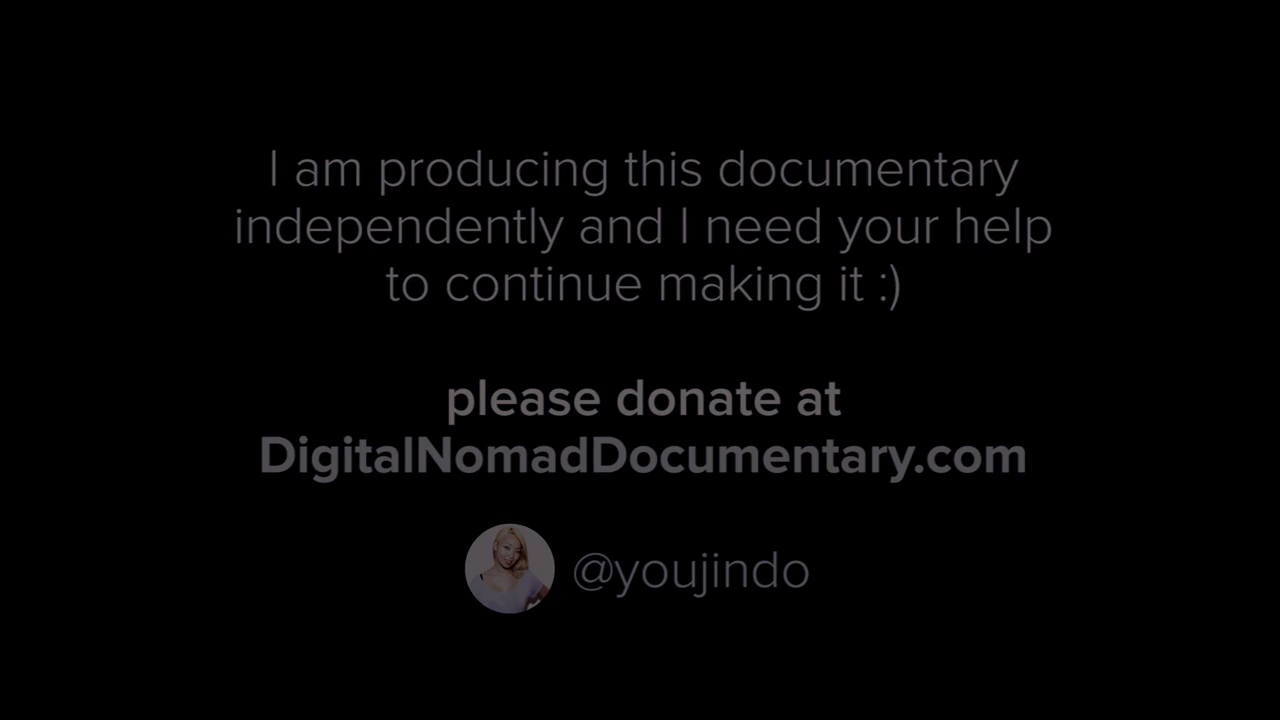 I am producing this documentary
independently and I need your help
to continue making it :)
please donate at
DigitalNomadDocumentary.com
@youjindo